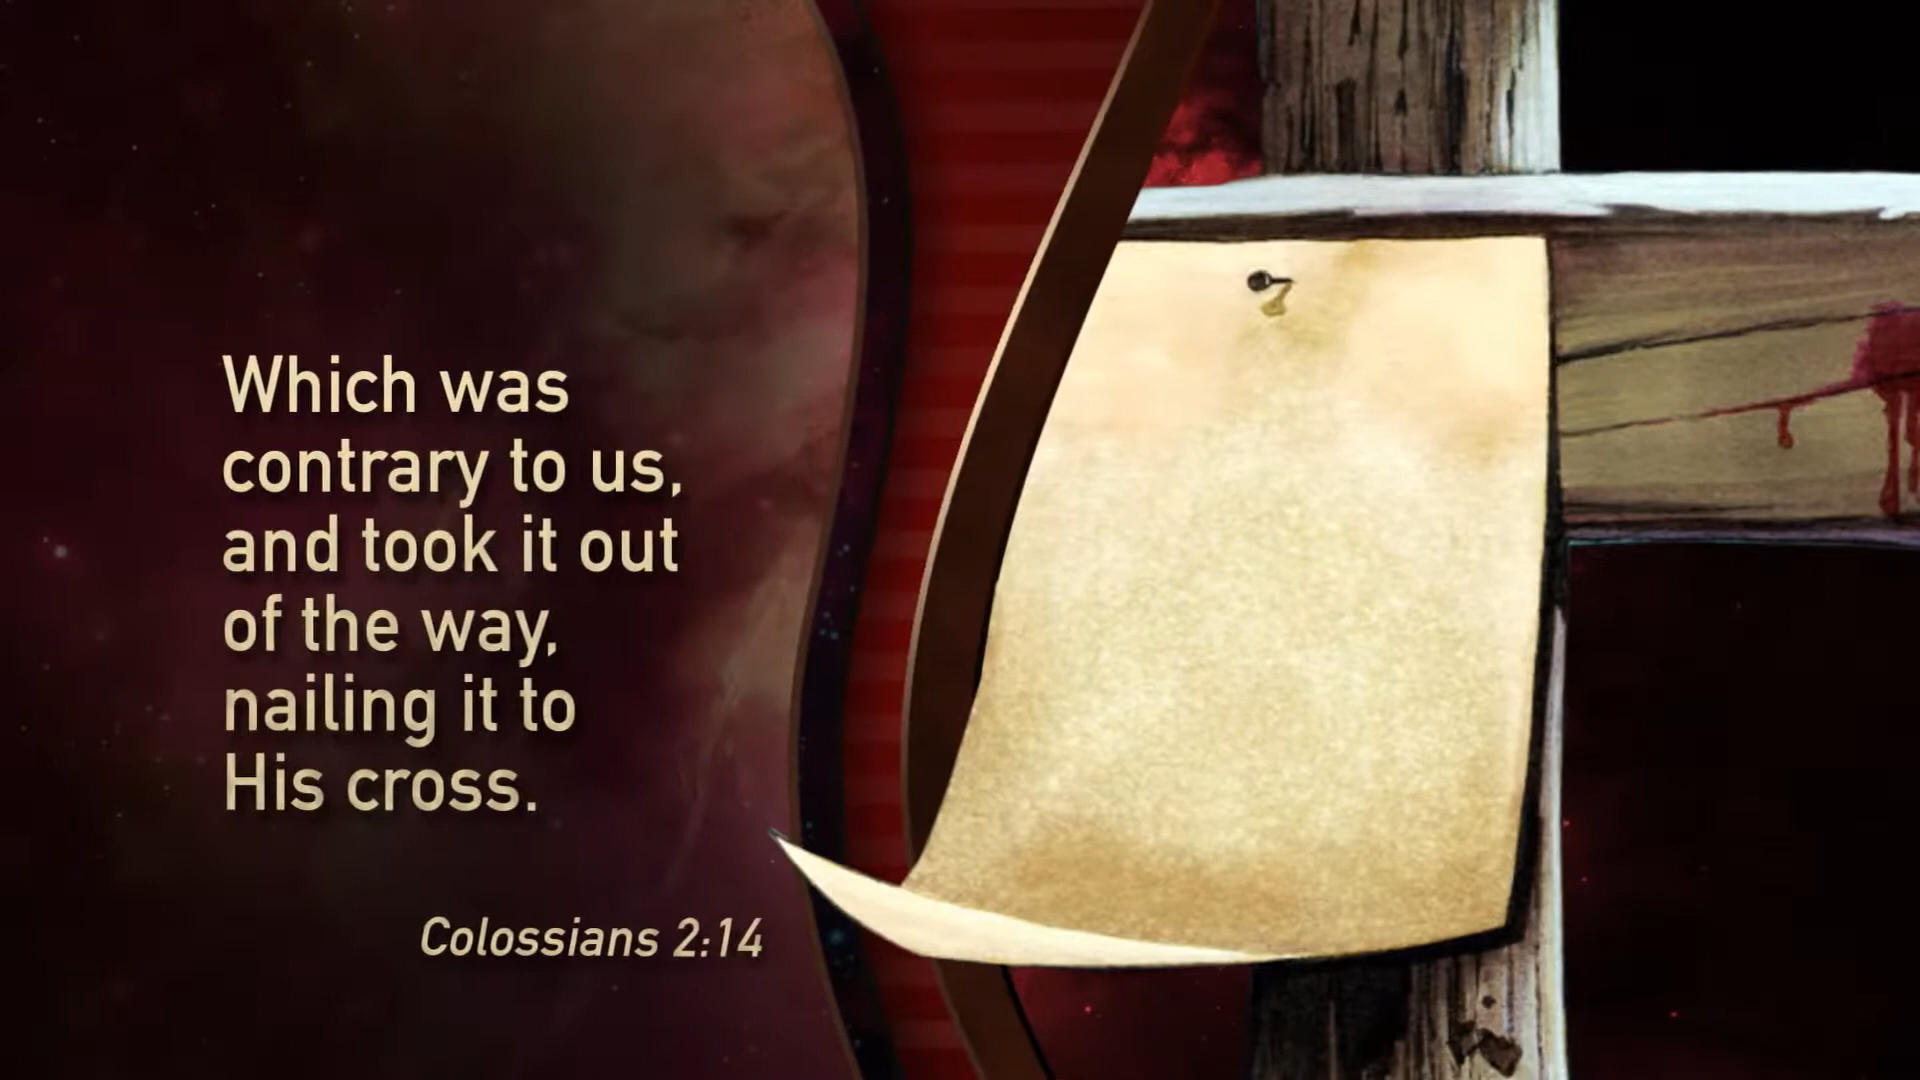 Which was
contrary to us,
and took it out
of the way,
nailing it to
His cross.
Colossians 2:14